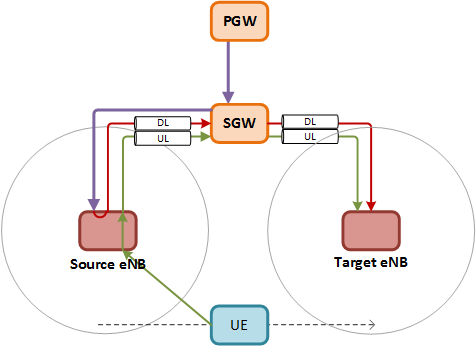 PGW
SGW
DL
UL
DL
UL
Source eNB
Target eNB
UE